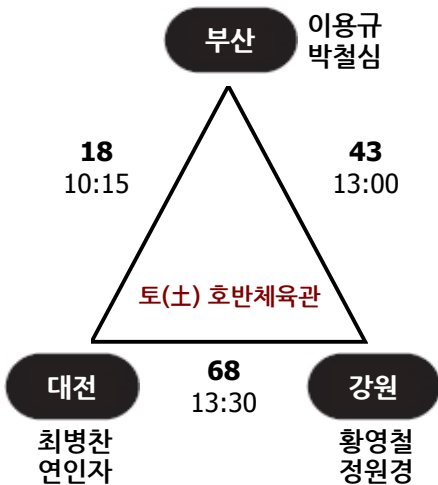 부산
이용규
박철심
18
10:15
43
13:00
토(土) 호반체육관
대전
68
13:30
강원
최병찬
연인자
황영철
정원경